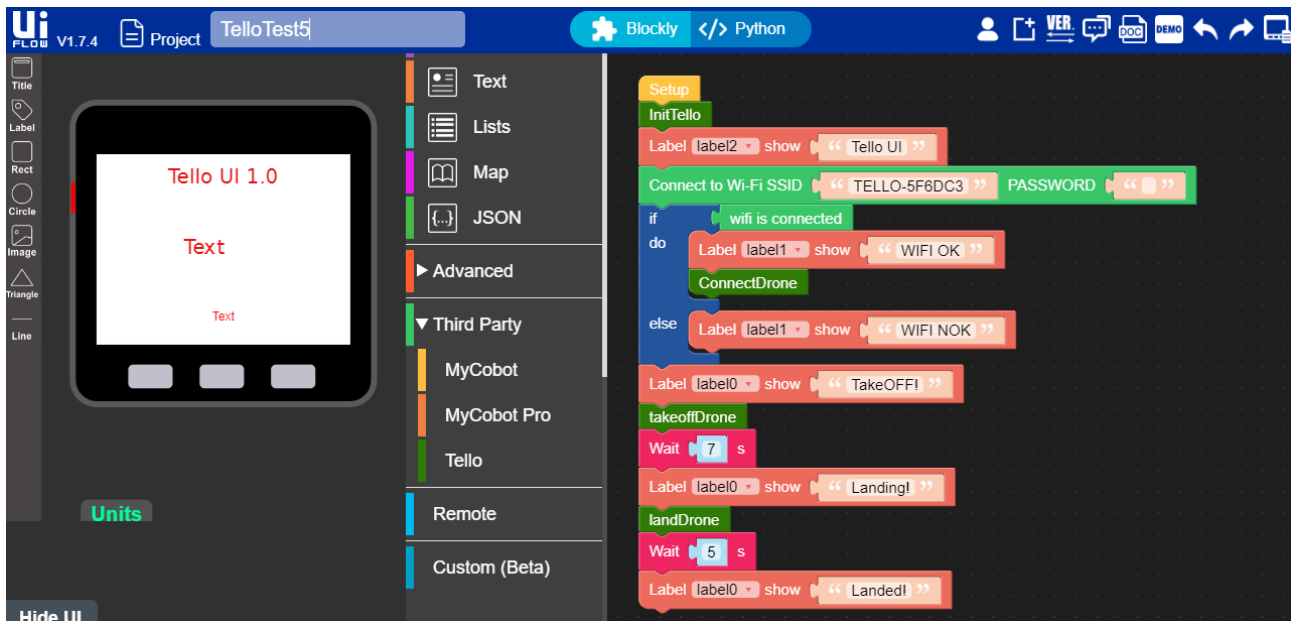 Ui FLOW V1.7.4 Project TelloTest5 Blockly </> Python VER. DOC DEMO
Title
Label
Rect
Circle
Image
Triangle
Line
Tello UI 1.0
Text
Text
Units
Hide UI
Text
Lists
Map
{...} JSON
Advanced
Third Party
MyCobot
MyCobot Pro
Tello
Remote
Custom (Beta)
Setup
InitTello
Label label2 show “ Tello UI ”
Connect to Wi-Fi SSID “ TELLO-5F6DC3 ” PASSWORD “ ”
if wifi is connected
do Label label1 show “ WIFI OK ”
ConnectDrone
else Label label1 show “ WIFI NOK ”
Label label0 show “ TakeOFF! ”
takeoffDrone
Wait 7 s
Label label0 show “ Landing! ”
landDrone
Wait 5 s
Label label0 show “ Landed! ”